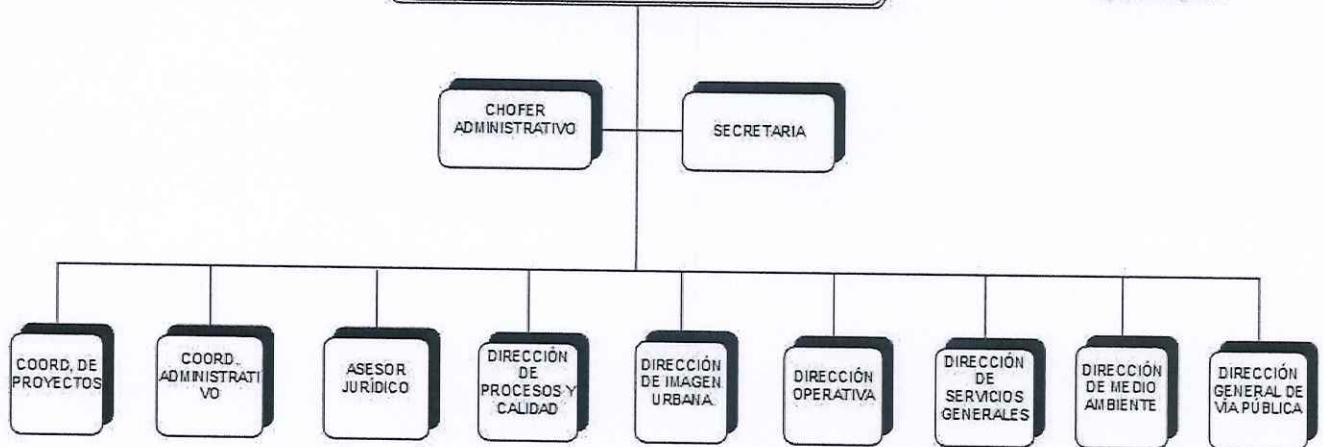 CHOFER
ADMINISTRATIVO
SECRETARIA
COORD, DE
PROYECTOS
COORD,
ADMINISTRATI
VO
ASESOR
JURÍDICO
DIRECCIÓN
DE
PROCESOS Y
CALIDAD
DIRECCIÓN
DE IMAGEN
URBANA
DIRECCIÓN
OPERATIVA
DIRECCIÓN
DE
SERVICIOS
GENERALES
DIRECCIÓN
DE MEDIO
AMBIENTE
DIRECCIÓN
GENERAL DE
VÍA PÚBLICA